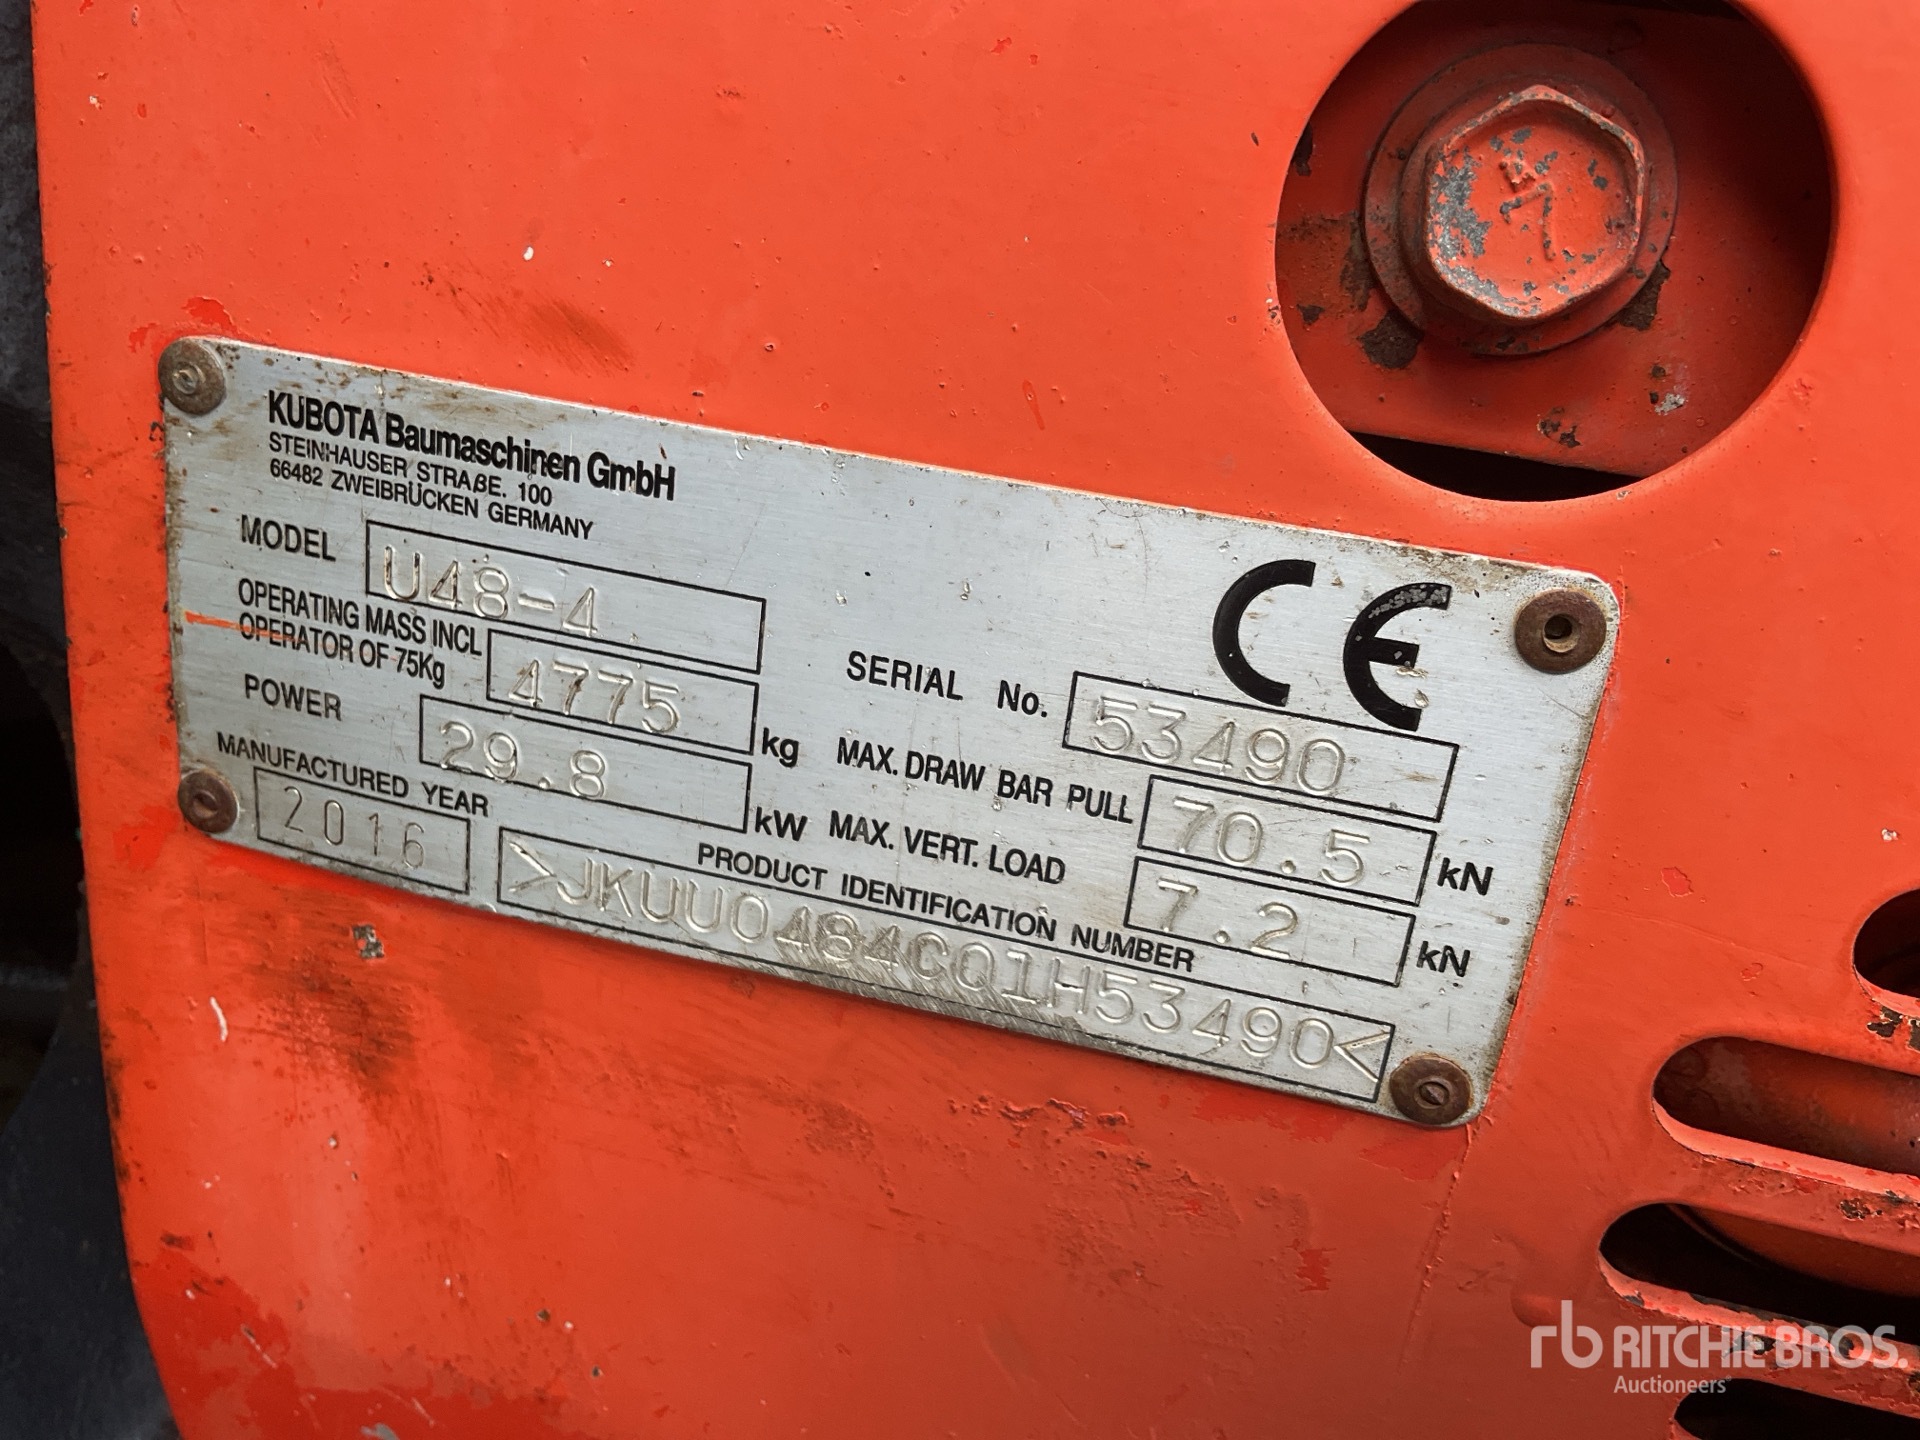 KUBOTA Baumaschinen GmbH
STEINHAUSER STRAßE. 100
66482 ZWEIBRÜCKEN GERMANY
CE
MODEL U48-4
OPERATING MASS INCL
OPERATOR OF 75Kg 4775 kg
POWER 29.8 kW
MANUFACTURED YEAR
2016
SERIAL No. 53490
MAX. DRAW BAR PULL 70.5 kN
MAX. VERT. LOAD 7.2 kN
PRODUCT IDENTIFICATION NUMBER
>JKUU0484CQ1H53490<
rb RITCHIE BROS.
Auctioneers